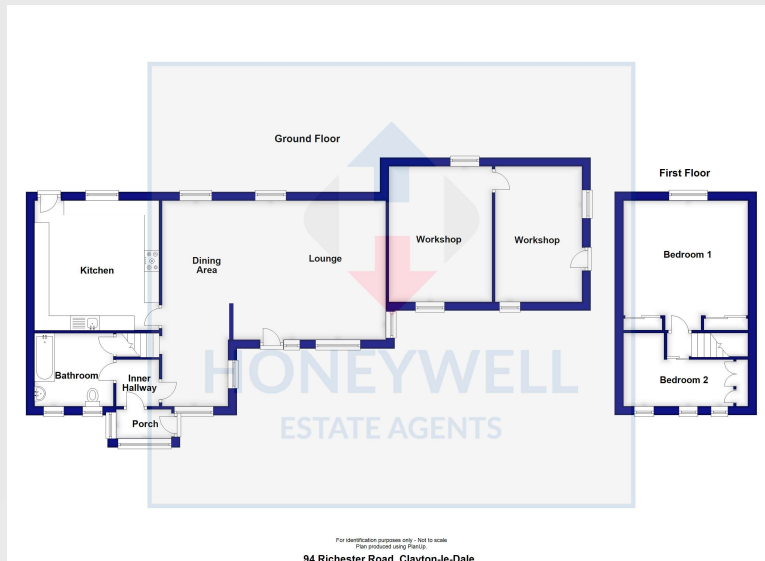 Ground Floor
First Floor
Kitchen
Dining
Area
Lounge
Workshop
Workshop
Bedroom 1
Bathroom
Inner
Hallway
Porch
Bedroom 2
HONEYWELL
ESTATE AGENTS
For identification purposes only - Not to scale
Plan produced using PlanUp.
94 Richester Road, Clayton-le-Dale